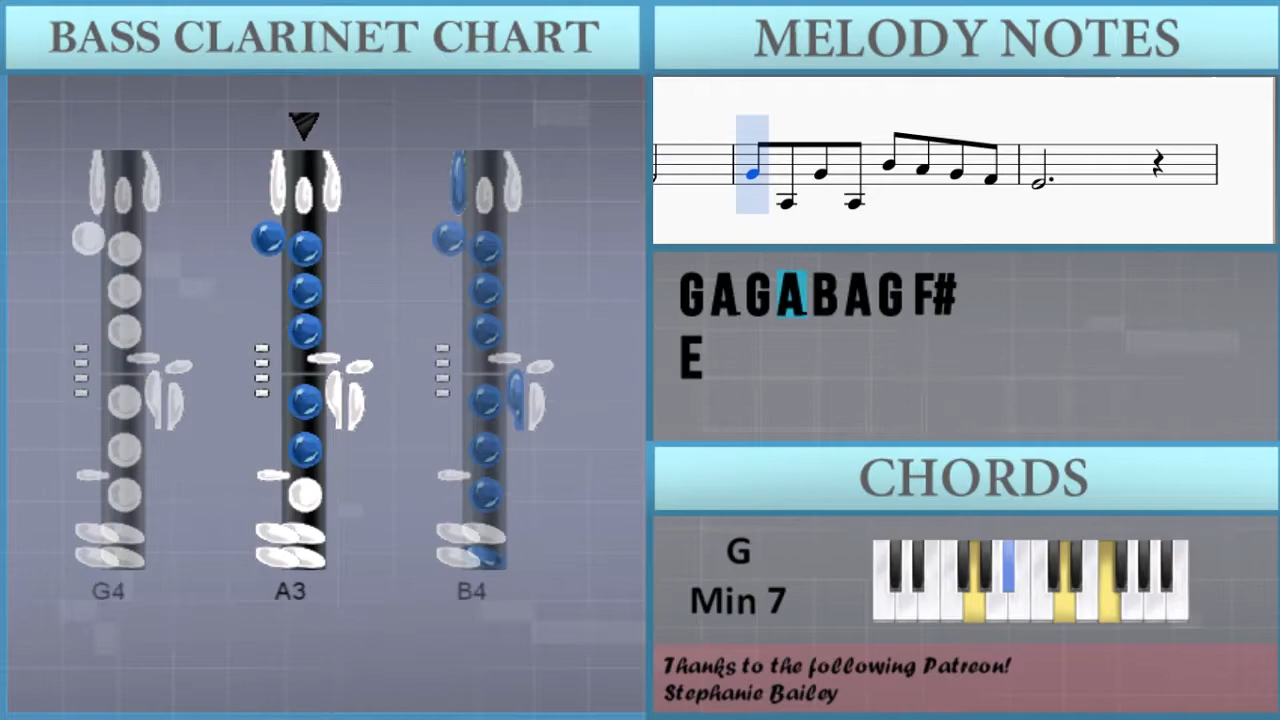 BASS CLARINET CHART
MELODY NOTES
G4 A3 B4
G A G A B A G F#
E
CHORDS
G
Min 7
Thanks to the following Patreon!
Stephanie Bailey